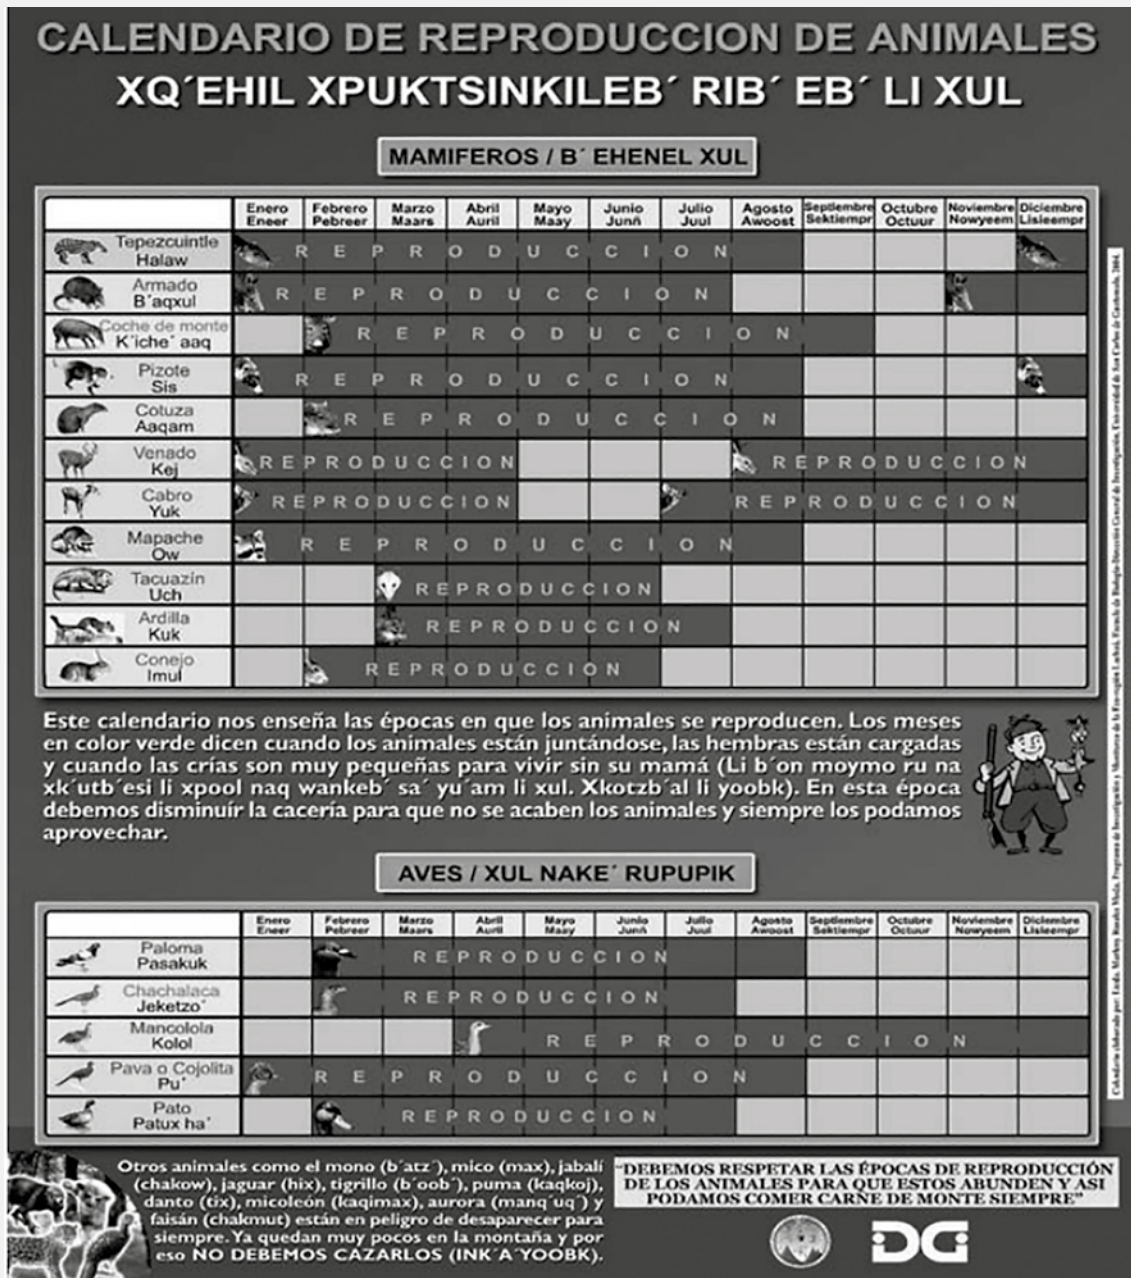 CALENDARIO DE REPRODUCCION DE ANIMALES
XQ´EHIL XPUKTSINKILEB´ RIB´ EB´ LI XUL
MAMIFEROS / B´ EHENEL XUL
Enero Febrero Marzo Abril Mayo Junio Julio Agosto Septiembre Octubre Noviembre Diciembre
Eneer Pebreer Maars Auril Maay Junñ Juul Awoost Sektiempr Octuur Nowyeem Lisieempr
Tepezcuintle
Halaw
REPRODUCCION
Armado
B´aqxul
REPRODUCCION
Coche de monte
K´iche´ aaq
REPRODUCCION
Pizote
Sis
REPRODUCCION
Cotuza
Aaqam
REPRODUCCION
Venado
Kej
REPRODUCCION REPRODUCCION
Cabro
Yuk
REPRODUCCION REPRODUCCION
Mapache
Ow
REPRODUCCION
Tacuazín
Uch
REPRODUCCION
Ardilla
Kuk
REPRODUCCION
Conejo
Imul
REPRODUCCION
Este calendario nos enseña las épocas en que los animales se reproducen. Los meses
en color verde dicen cuando los animales están juntándose, las hembras están cargadas
y cuando las crías son muy pequeñas para vivir sin su mamá (Li b´on moymo ru na
xk´utb´esi li xpool naq wankeb´ sa´ yu´am li xul. Xkotzb´al li yoobk). En esta época
debemos disminuír la cacería para que no se acaben los animales y siempre los podamos
aprovechar.
AVES / XUL NAKE´ RUPUPIK
Enero Febrero Marzo Abril Mayo Junio Julio Agosto Septiembre Octubre Noviembre Diciembre
Eneer Pebreer Maars Auril Maay Junñ Juul Awoost Sektiempr Octuur Nowyeem Lisieempr
Paloma
Pasakuk
REPRODUCCION
Chachalaca
Jeketzo´
REPRODUCCION
Mancolola
Kolol
REPRODUCCION
Pava o Cojolita
Pu´
REPRODUCCION
Pato
Patux ha´
REPRODUCCION
Otros animales como el mono (b´atz´), mico (max), jabalí
(chakow), jaguar (hix), tigrillo (b´oob´), puma (kaqkoj),
danto (tix), micoleón (kaqimax), aurora (manq´uq´) y
faisán (chakmut) están en peligro de desaparecer para
siempre. Ya quedan muy pocos en la montaña y por
eso NO DEBEMOS CAZARLOS (INK´A´YOOBK).
“DEBEMOS RESPETAR LAS ÉPOCAS DE REPRODUCCIÓN
DE LOS ANIMALES PARA QUE ESTOS ABUNDEN Y ASI
PODAMOS COMER CARNE DE MONTE SIEMPRE”
DGi